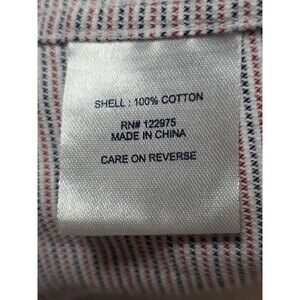 SHELL : 100% COTTON
RN# 122975
MADE IN CHINA
CARE ON REVERSE